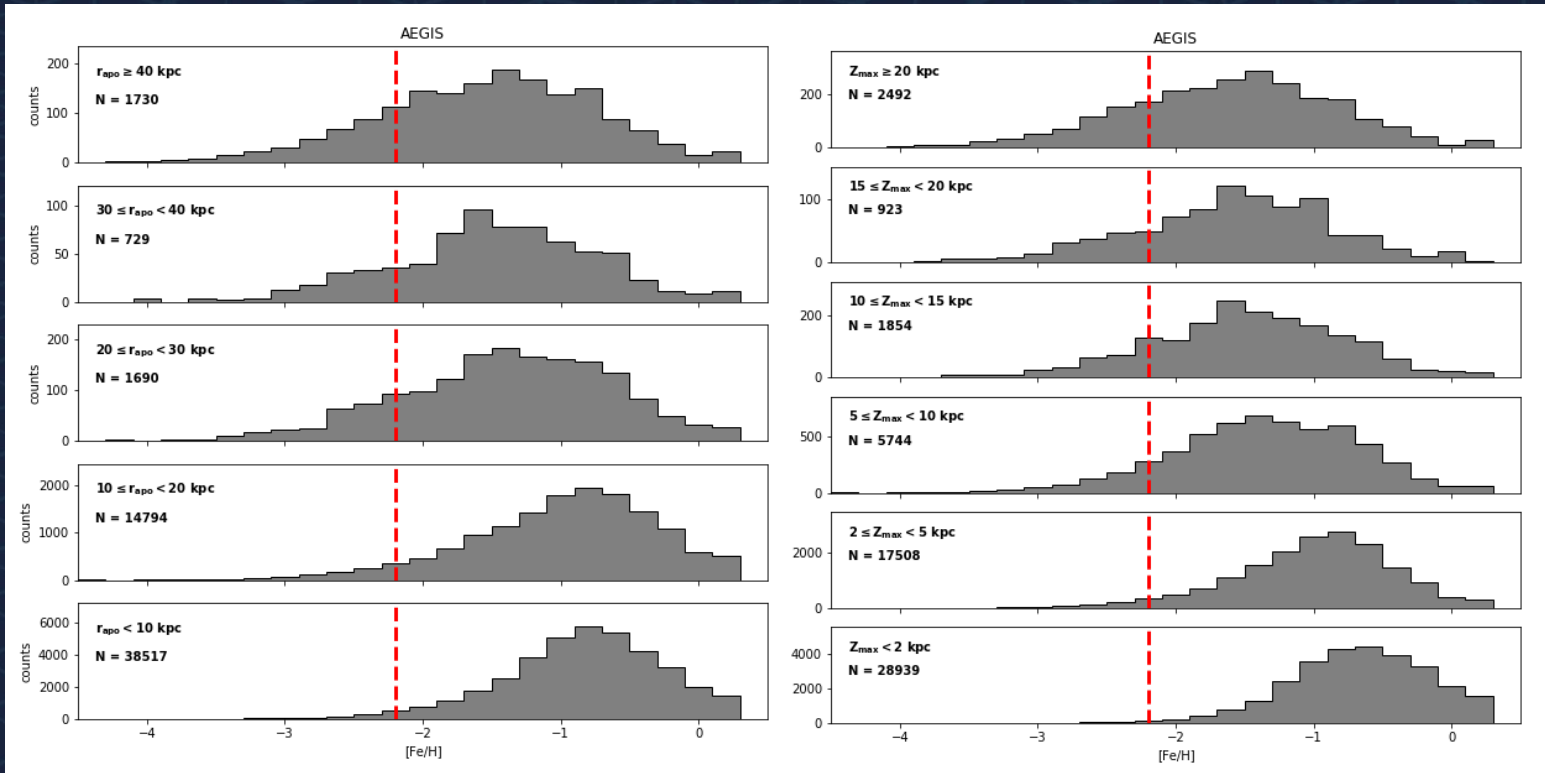 AEGIS
counts
200
100
0
r_apo ≥ 40 kpc
N = 1730
counts
100
50
0
30 ≤ r_apo < 40 kpc
N = 729
counts
200
100
0
20 ≤ r_apo < 30 kpc
N = 1690
counts
2000
1000
0
10 ≤ r_apo < 20 kpc
N = 14794
counts
6000
4000
2000
0
r_apo < 10 kpc
N = 38517
−4 −3 −2 −1 0
[Fe/H]
AEGIS
200
0
Z_max ≥ 20 kpc
N = 2492
100
0
15 ≤ Z_max < 20 kpc
N = 923
200
0
10 ≤ Z_max < 15 kpc
N = 1854
500
0
5 ≤ Z_max < 10 kpc
N = 5744
2000
0
2 ≤ Z_max < 5 kpc
N = 17508
4000
2000
0
Z_max < 2 kpc
N = 28939
−4 −3 −2 −1 0
[Fe/H]